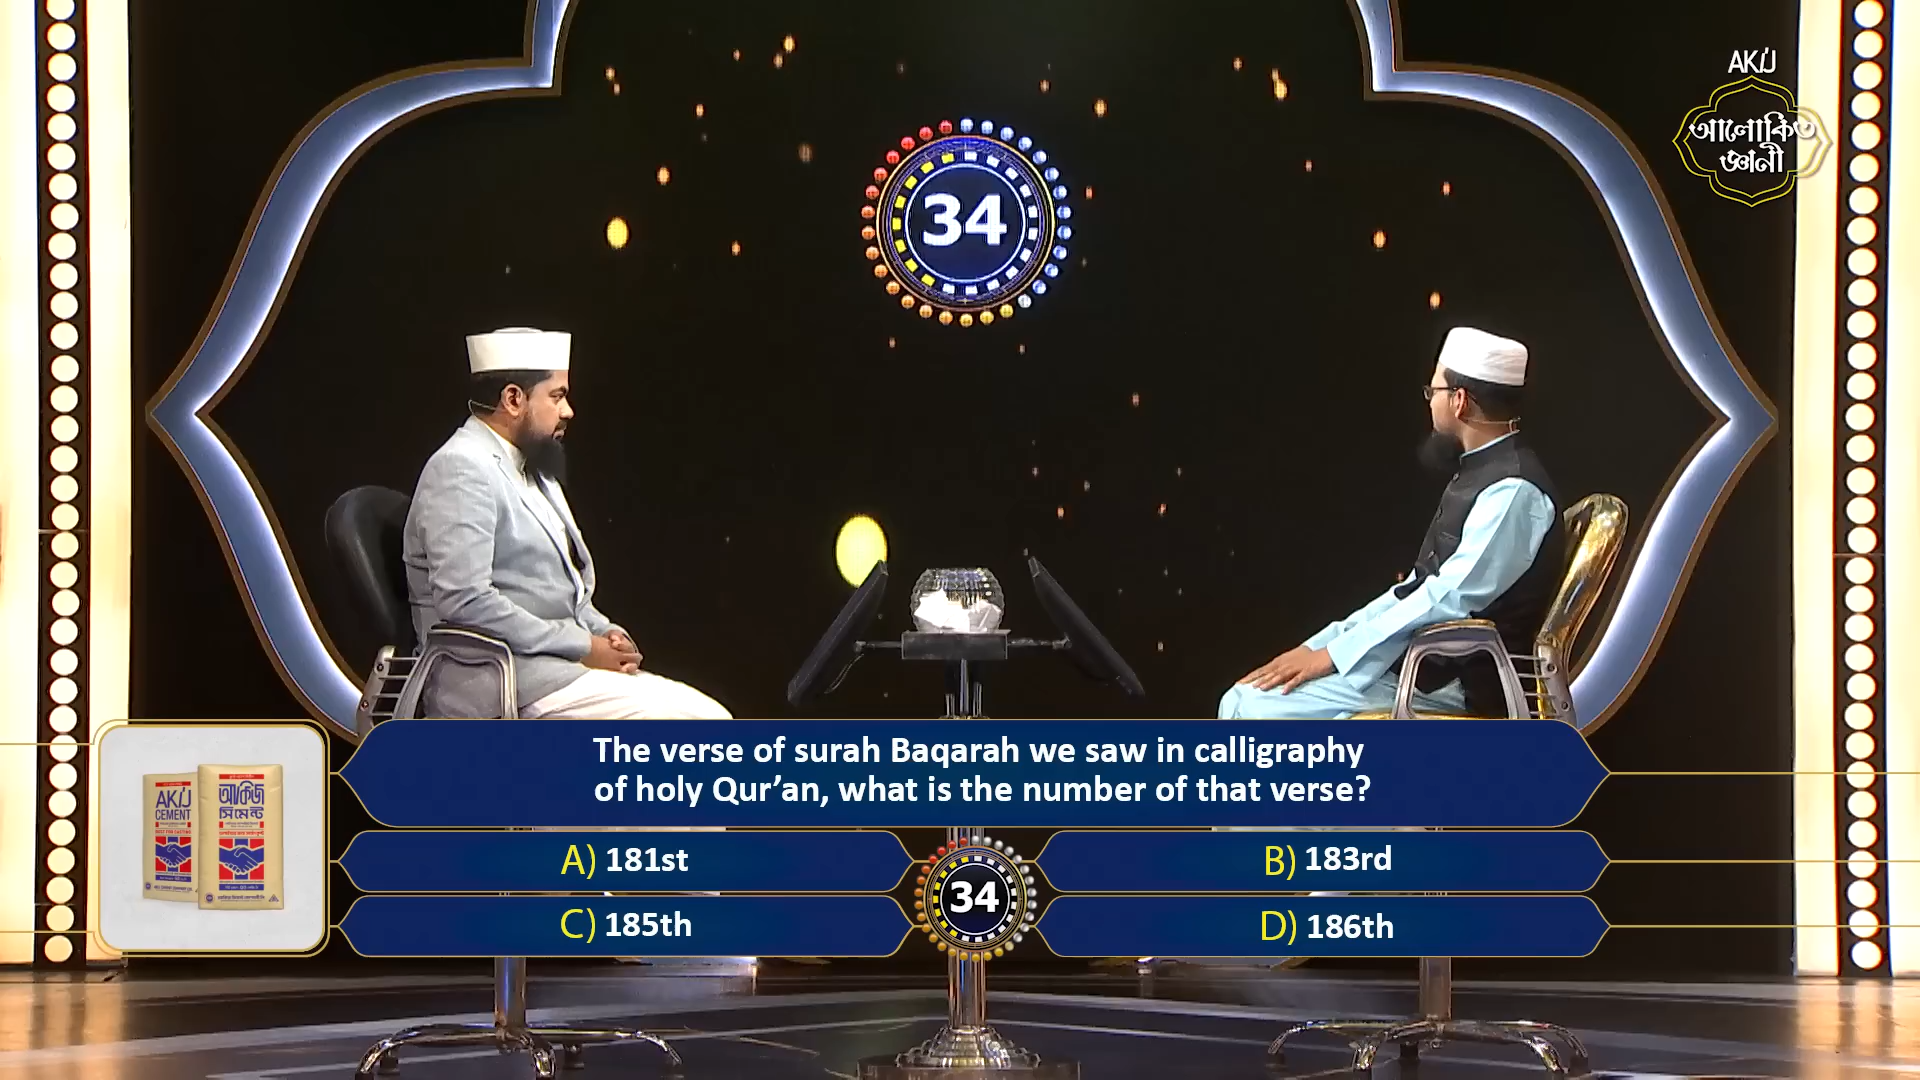 AKIJ
আলোকিত
জ্ঞানী
34
The verse of surah Baqarah we saw in calligraphy
of holy Qur’an, what is the number of that verse?
A) 181st
B) 183rd
34
C) 185th
D) 186th
AKIJ
CEMENT
আকিজ
সিমেন্ট